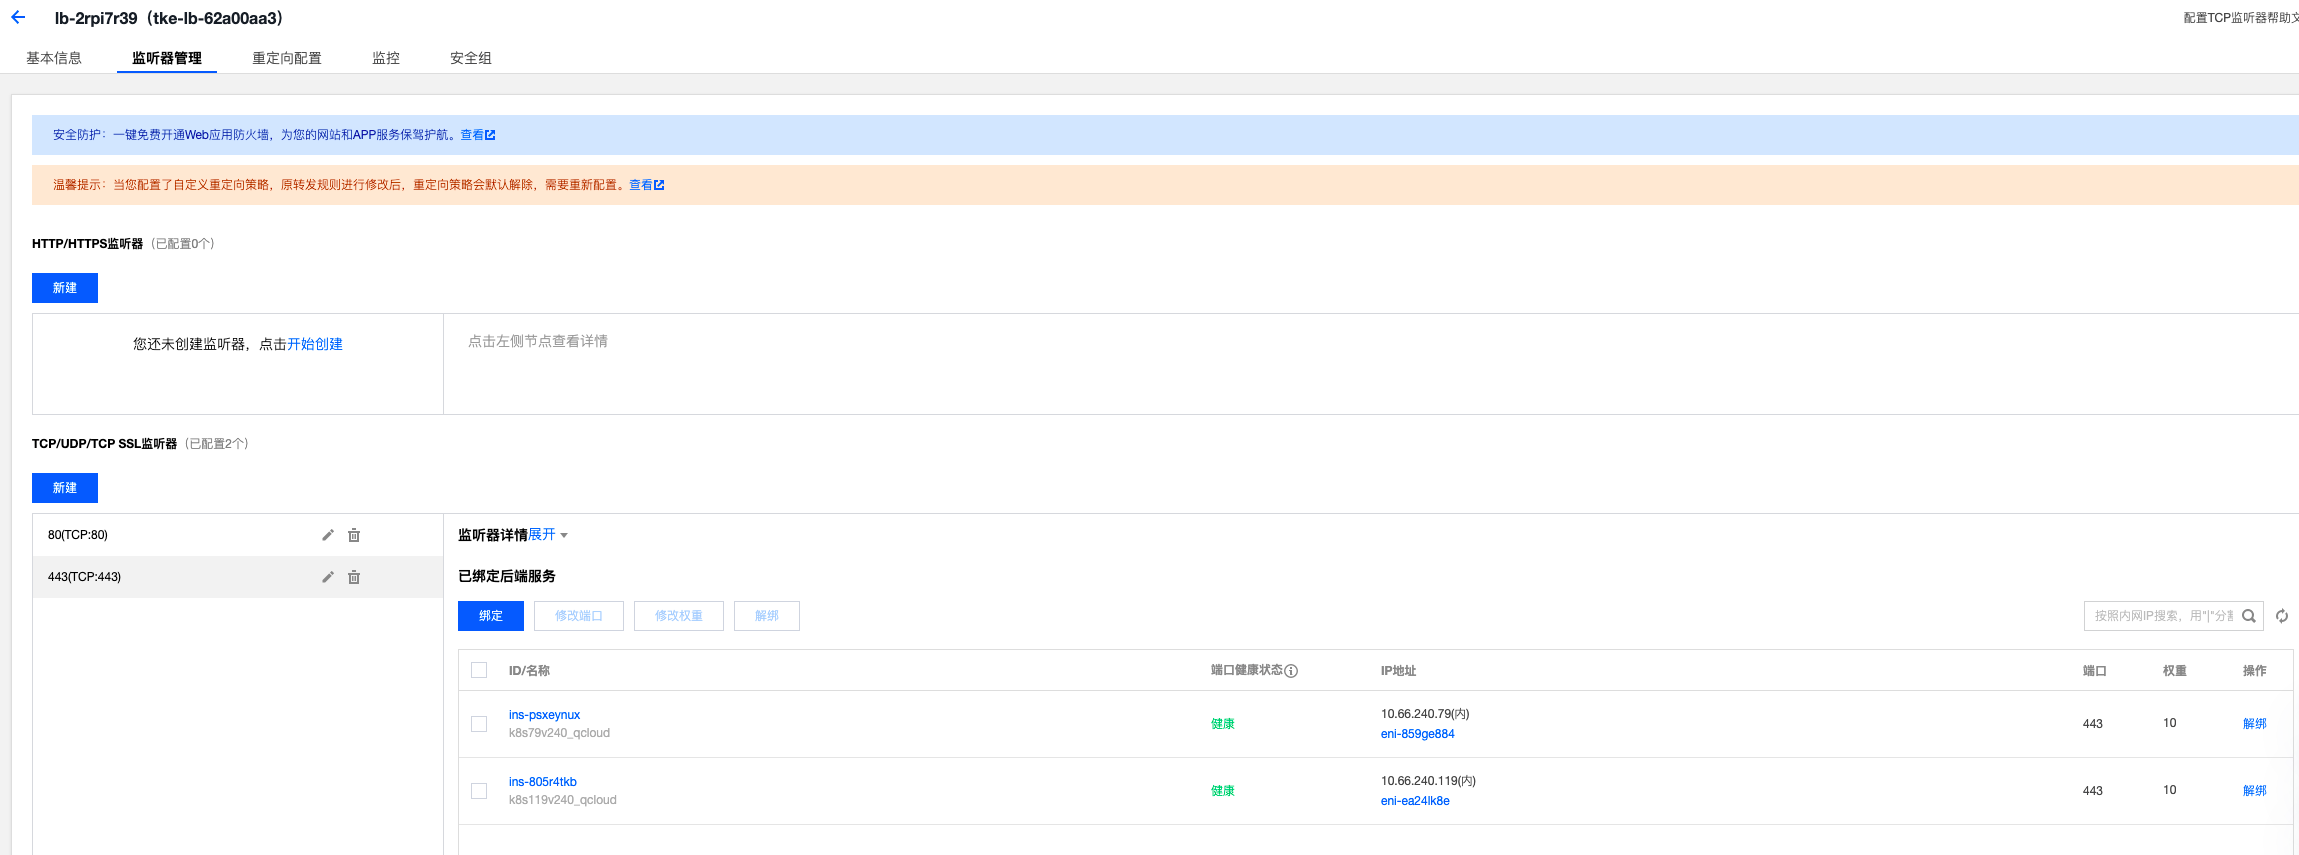 lb-2rpi7r39（tke-lb-62a00aa3）
配置TCP监听器帮助文
基本信息 监听器管理 重定向配置 监控 安全组
安全防护：一键免费开通Web应用防火墙，为您的网站和APP服务保驾护航。查看
温馨提示：当您配置了自定义重定向策略，原转发规则进行修改后，重定向策略会默认解除，需要重新配置。查看
HTTP/HTTPS监听器（已配置0个）
新建
您还未创建监听器，点击开始创建
点击左侧节点查看详情
TCP/UDP/TCP SSL监听器（已配置2个）
新建
80(TCP:80)
443(TCP:443)
监听器详情展开
已绑定后端服务
绑定 修改端口 修改权重 解绑
按照内网IP搜索，用"|"分割
ID/名称 端口健康状态 IP地址 端口 权重 操作
ins-psxeynux
k8s79v240_qcloud
健康
10.66.240.79(内)
eni-859ge884
443 10 解绑
ins-805r4tkb
k8s119v240_qcloud
健康
10.66.240.119(内)
eni-ea24lk8e
443 10 解绑